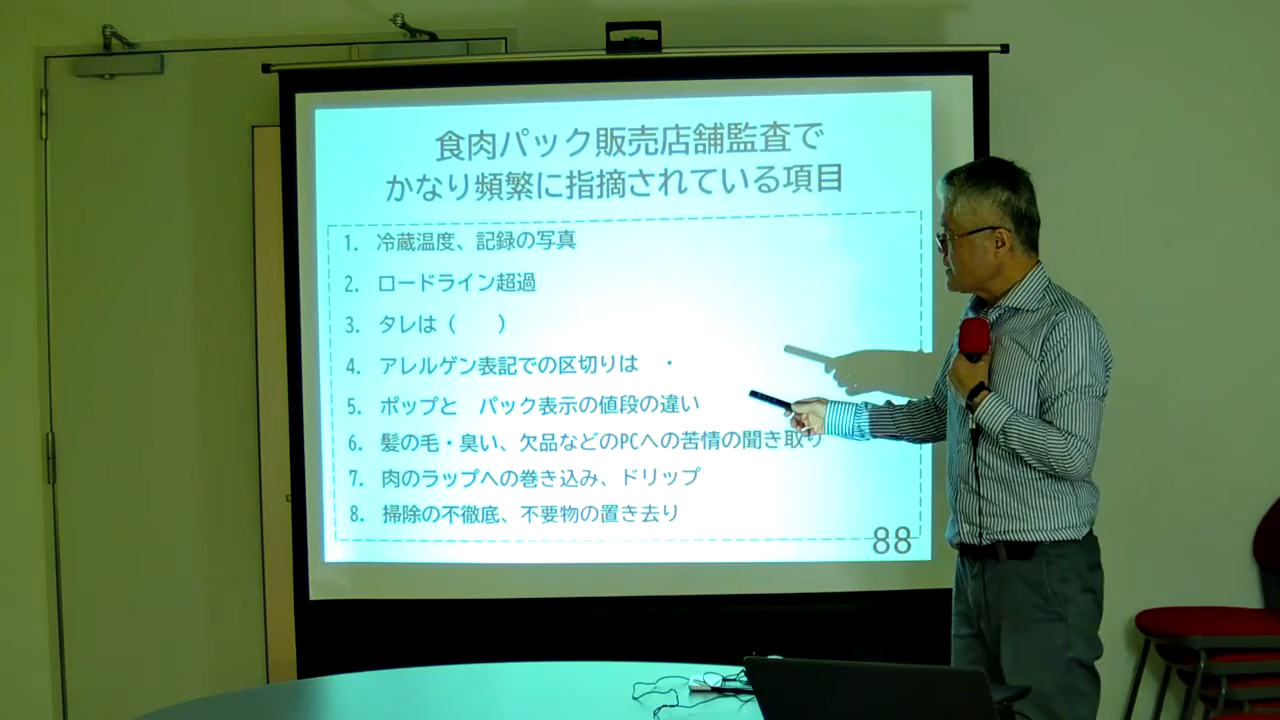 食肉パック販売店舗監査で
かなり頻繁に指摘されている項目
1. 冷蔵温度、記録の写真
2. ロードライン超過
3. タレは（　　）
4. アレルゲン表記での区切りは　・
5. ポップと　パック表示の値段の違い
6. 髪の毛・臭い、欠品などのPCへの苦情の聞き取り
7. 肉のラップへの巻き込み、ドリップ
8. 掃除の不徹底、不要物の置き去り
88